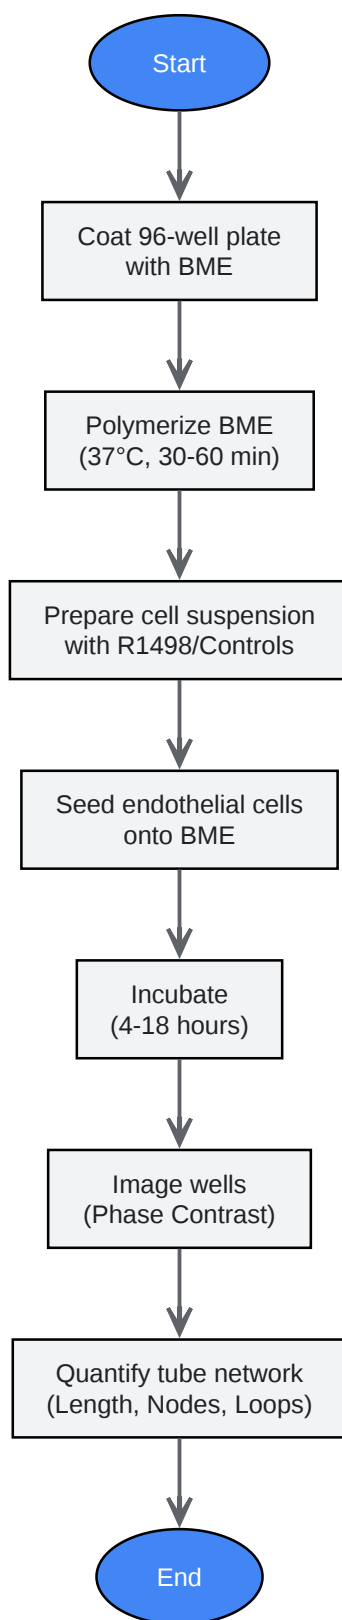 Start
Coat 96-well plate
with BME
Polymerize BME
(37°C, 30-60 min)
Prepare cell suspension
with R1498/Controls
Seed endothelial cells
onto BME
Incubate
(4-18 hours)
Image wells
(Phase Contrast)
Quantify tube network
(Length, Nodes, Loops)
End